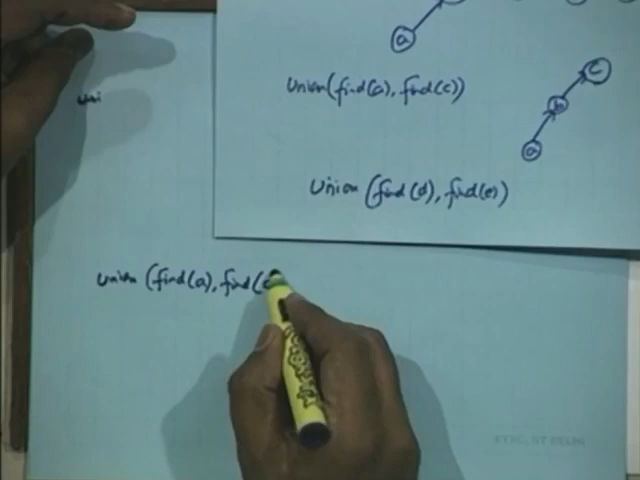 a
Union(find(a), find(c))
c
b
a
Union (find(d), find(e))
Uni
Union (find(a), find(